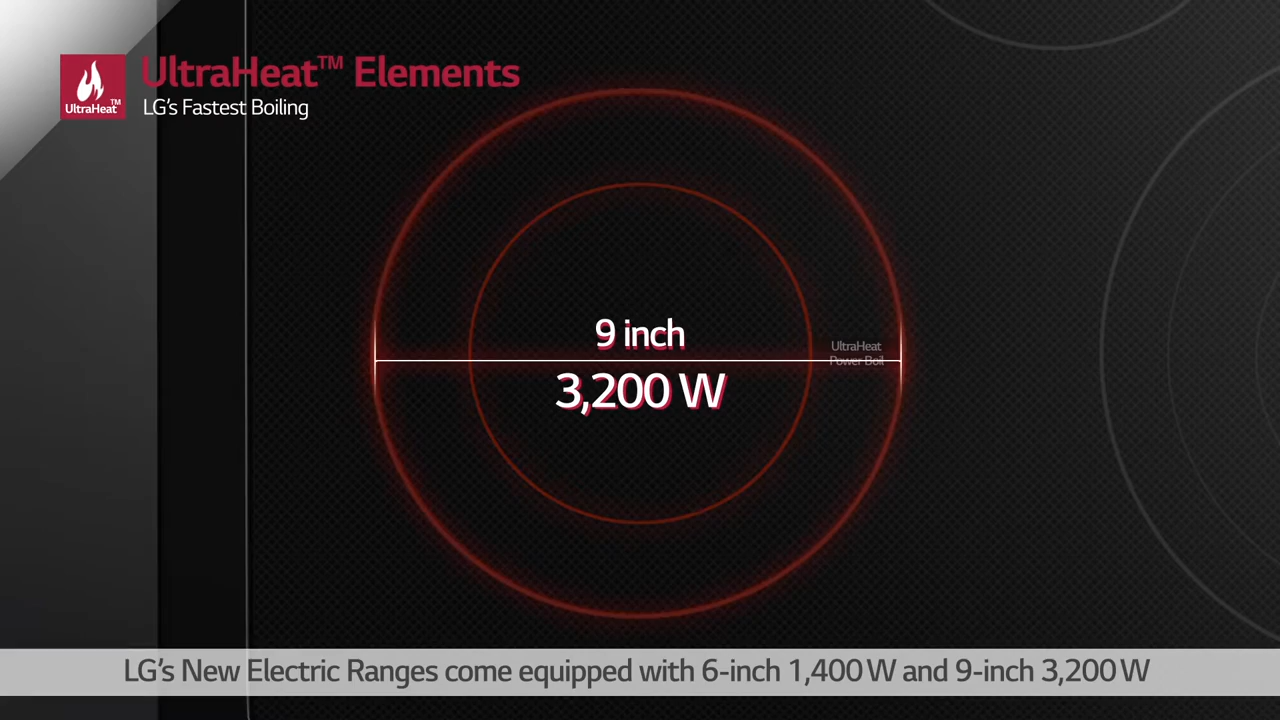 UltraHeat™ Elements
UltraHeat™
LG's Fastest Boiling
9 inch
UltraHeat
Power Boil
3,200 W
LG's New Electric Ranges come equipped with 6-inch 1,400 W and 9-inch 3,200 W